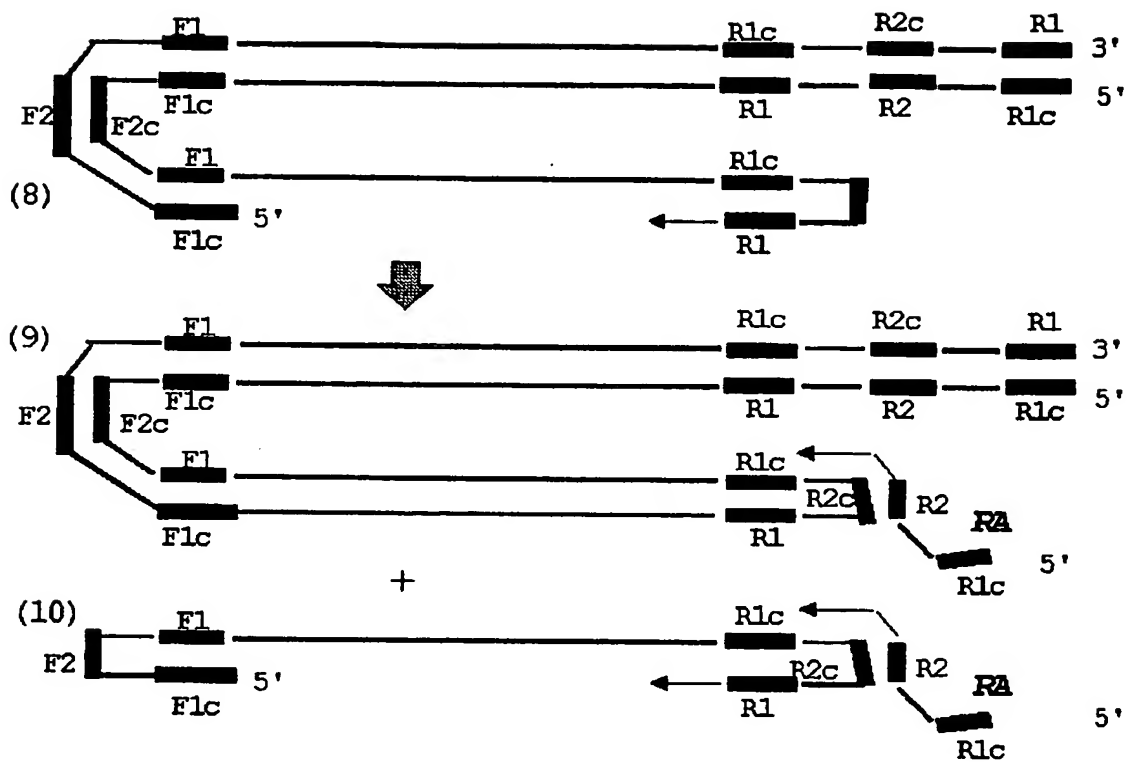 F1 R1c R2c R1
3'
F2 F2c F1c R1 R2 R1c 5'
F1 R1c
(8)
F1c 5' R1
(9) F1 R1c R2c R1
3'
F2 F2c F1c R1 R2 R1c 5'
F1 R1c
R2c R2 RA
F1c R1 R1c 5'
+
(10) F1 R1c
F2 5' R2c R2 RA
F1c R1 R1c 5'